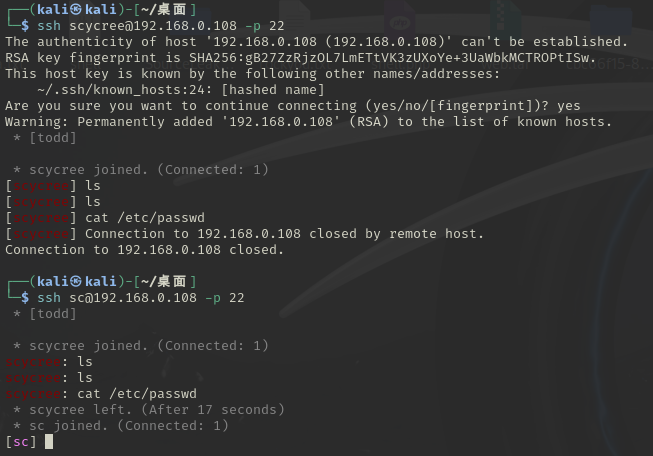 ┌──(kali㉿kali)-[~/桌面]
└─$ ssh scycree@192.168.0.108 -p 22
The authenticity of host '192.168.0.108 (192.168.0.108)' can't be established.
RSA key fingerprint is SHA256:gB27ZzRjzOL7LmETtVK3zUXoYe+3UaWbkMCTROPtISw.
This host key is known by the following other names/addresses:
    ~/.ssh/known_hosts:24: [hashed name]
Are you sure you want to continue connecting (yes/no/[fingerprint])? yes
Warning: Permanently added '192.168.0.108' (RSA) to the list of known hosts.
 * [todd]
 * scycree joined. (Connected: 1)
[scycree] ls
[scycree] ls
[scycree] cat /etc/passwd
[scycree] Connection to 192.168.0.108 closed by remote host.
Connection to 192.168.0.108 closed.
┌──(kali㉿kali)-[~/桌面]
└─$ ssh sc@192.168.0.108 -p 22
 * [todd]
 * scycree joined. (Connected: 1)
scycree: ls
scycree: ls
scycree: cat /etc/passwd
 * scycree left. (After 17 seconds)
 * sc joined. (Connected: 1)
[sc]